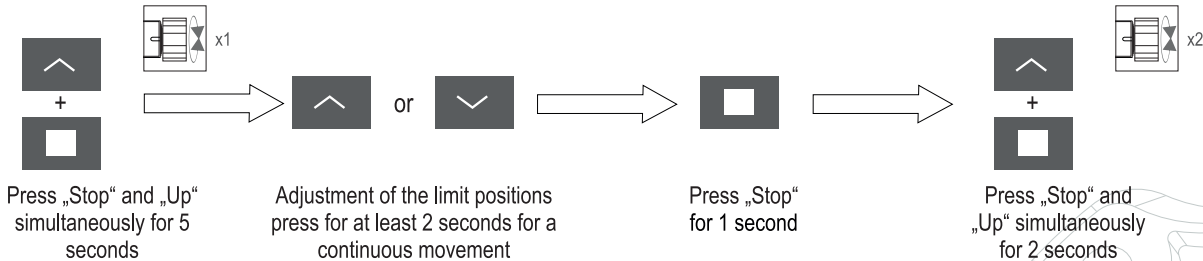 x1
x2
+
or
+
Press „Stop“ and „Up“
simultaneously for 5
seconds
Adjustment of the limit positions
press for at least 2 seconds for a
continuous movement
Press „Stop“
for 1 second
Press „Stop“ and
„Up“ simultaneously
for 2 seconds